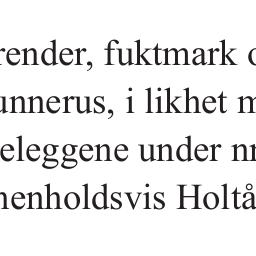 render, fuktmark o
unnerus, i likhet m
eleggene under nr
nenholdsvis Holtå